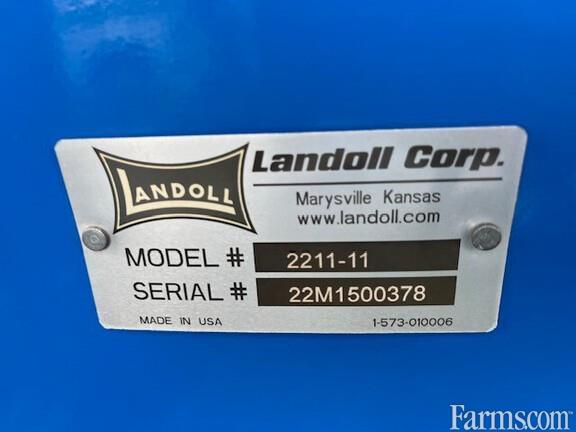 LANDOLL
Landoll Corp.
Marysville Kansas
www.landoll.com
MODEL # 2211-11
SERIAL # 22M1500378
MADE IN USA 1-573-010006
Farms.com